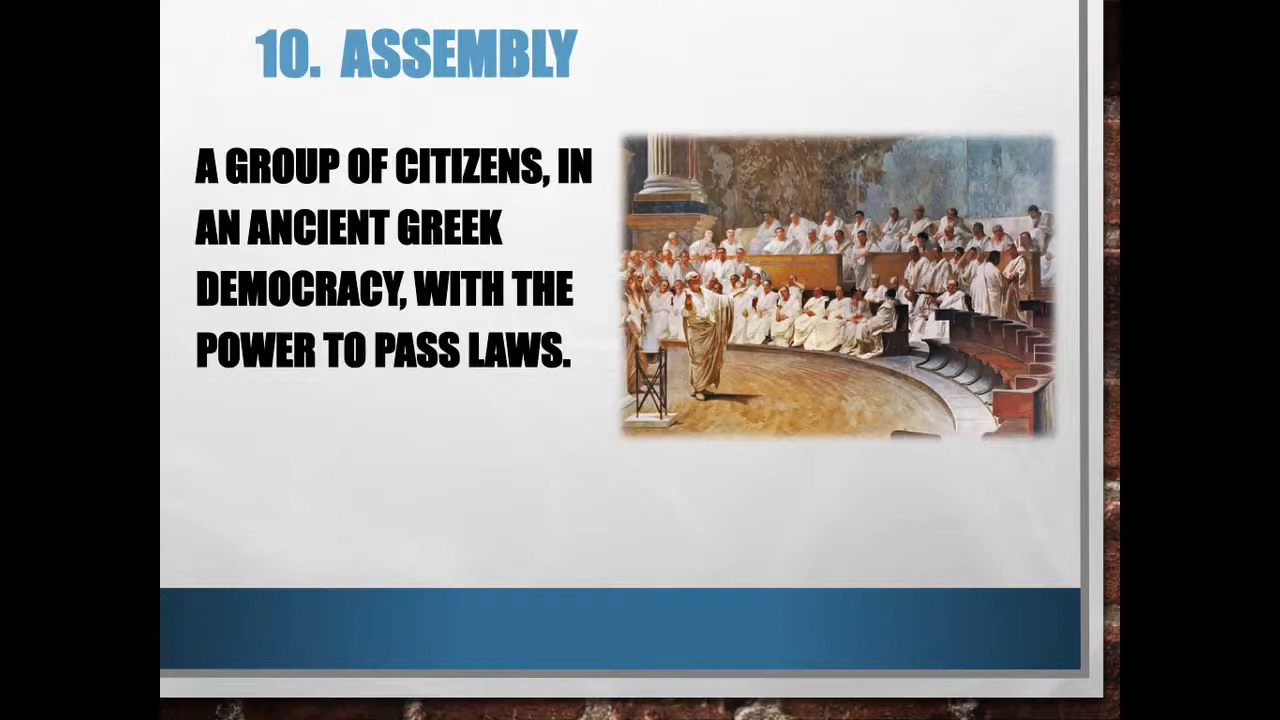 10. ASSEMBLY
A GROUP OF CITIZENS, IN
AN ANCIENT GREEK
DEMOCRACY, WITH THE
POWER TO PASS LAWS.